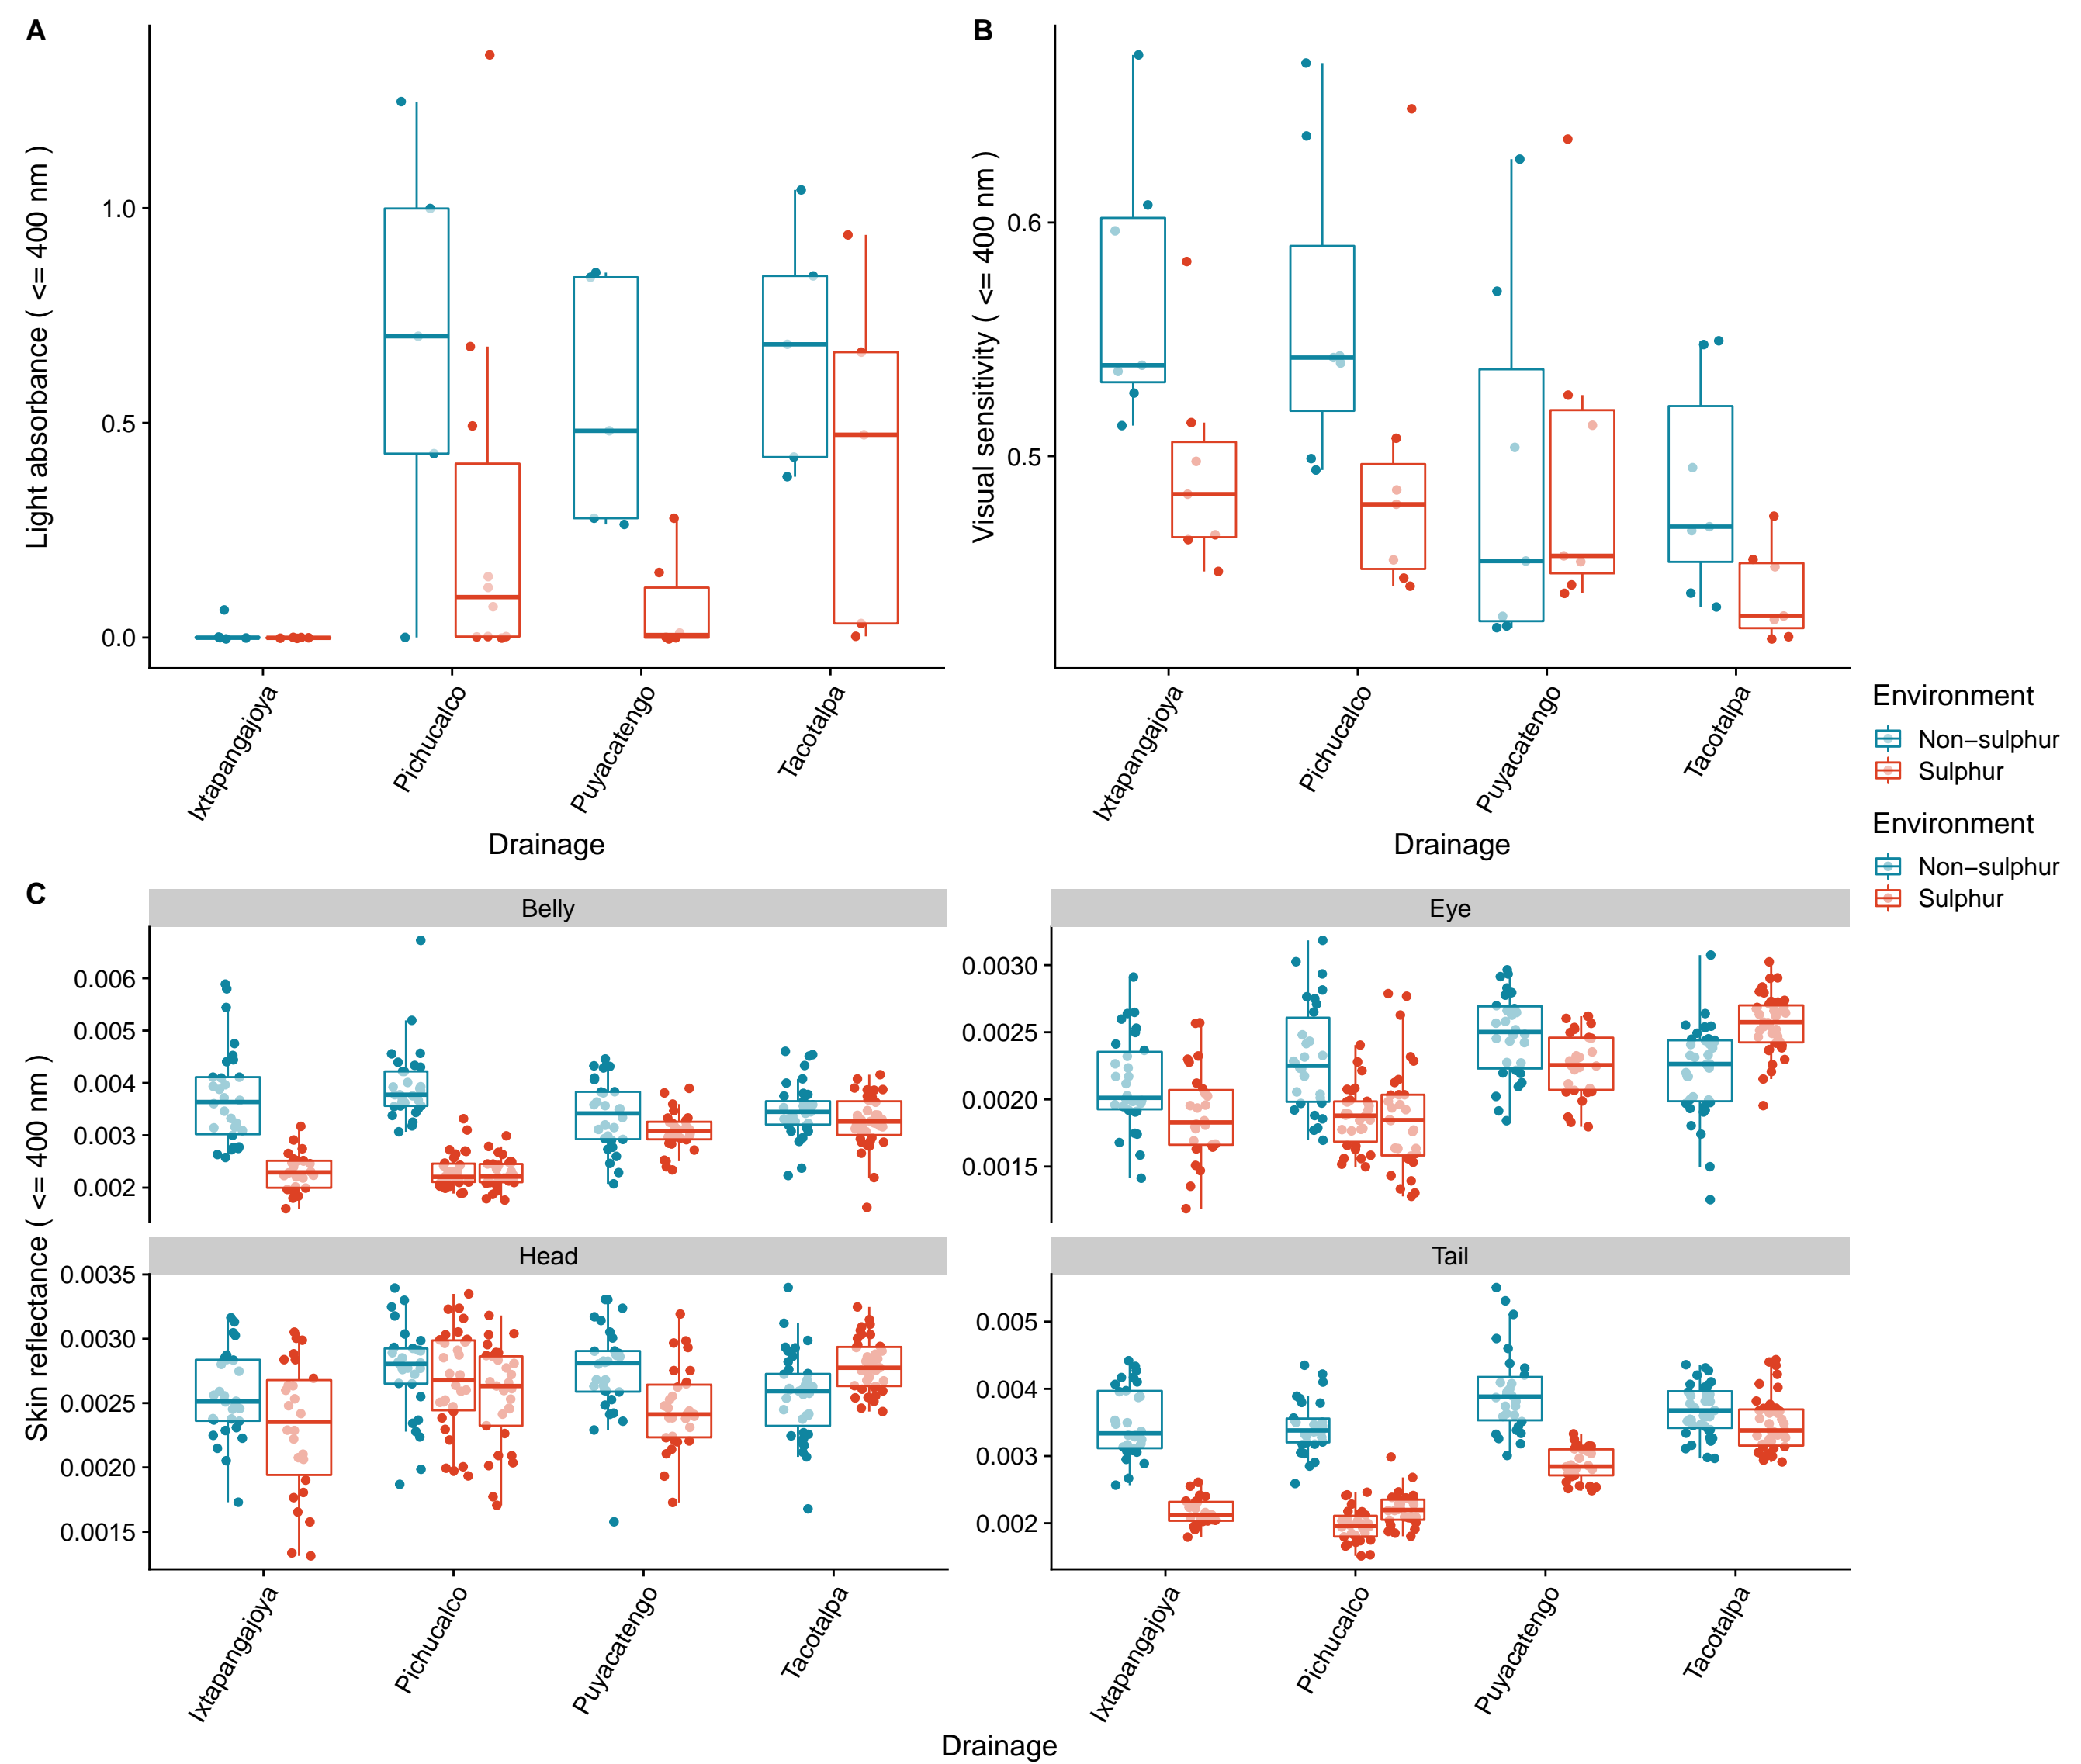 A
B
Light absorbance ( <= 400 nm )
1.0
0.5
0.0
Ixtapangajoya
Pichucalco
Puyacatengo
Tacotalpa
Drainage
Visual sensitivity ( <= 400 nm )
0.6
0.5
Ixtapangajoya
Pichucalco
Puyacatengo
Tacotalpa
Drainage
Environment
Non−sulphur
Sulphur
Environment
Non−sulphur
Sulphur
C
Skin reflectance ( <= 400 nm )
Belly
0.006
0.005
0.004
0.003
0.002
Eye
0.0030
0.0025
0.0020
0.0015
Head
0.0035
0.0030
0.0025
0.0020
0.0015
Ixtapangajoya
Pichucalco
Puyacatengo
Tacotalpa
Tail
0.005
0.004
0.003
0.002
Ixtapangajoya
Pichucalco
Puyacatengo
Tacotalpa
Drainage